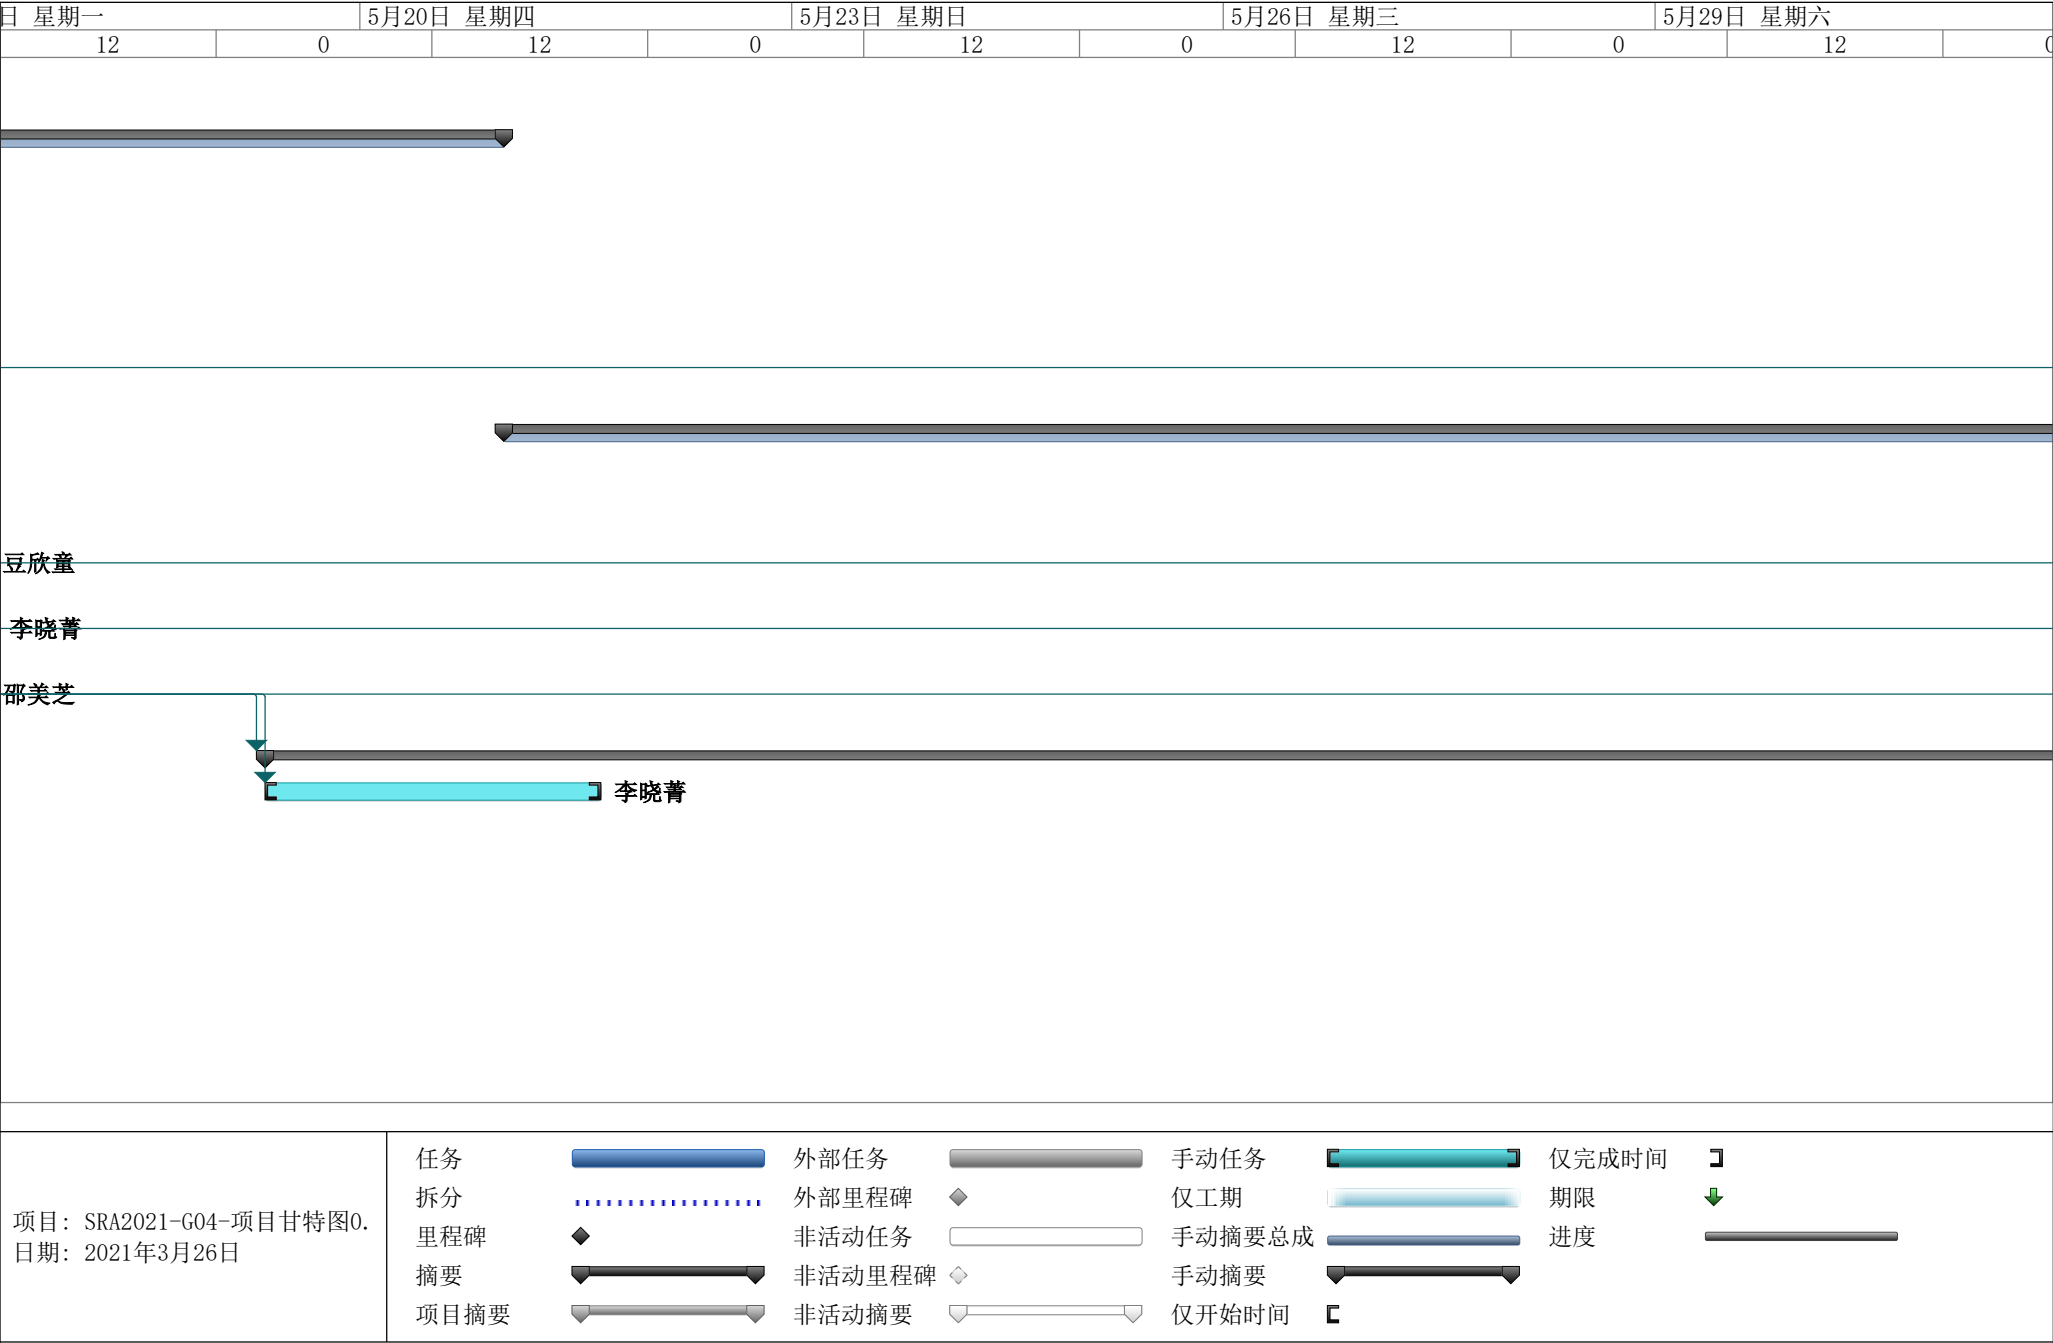 日 星期一 5月20日 星期四 5月23日 星期日 5月26日 星期三 5月29日 星期六
12 0 12 0 12 0 12 0 12 0
豆欣童
李晓菁
邵美芝
李晓菁
任务 外部任务 手动任务 仅完成时间
拆分 外部里程碑 仅工期 期限
里程碑 非活动任务 手动摘要总成 进度
摘要 非活动里程碑 手动摘要
项目摘要 非活动摘要 仅开始时间
项目: SRA2021-G04-项目甘特图0.
日期: 2021年3月26日